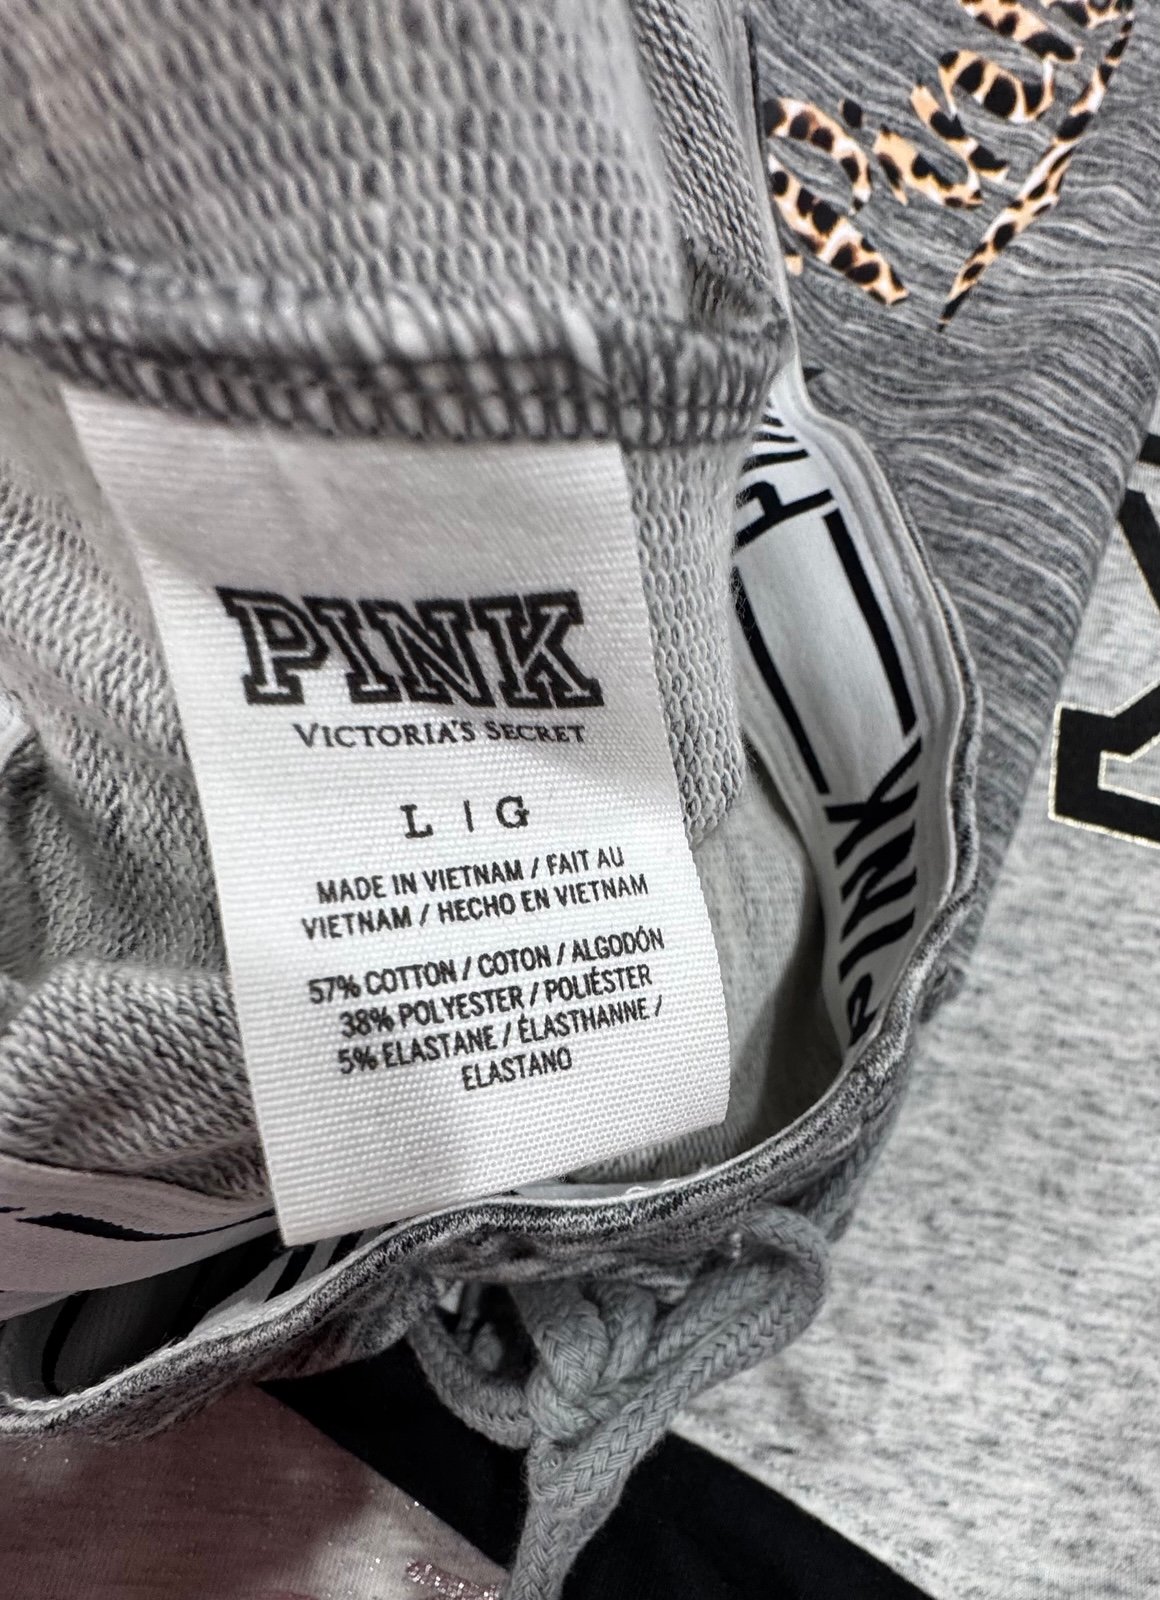 Pink
PINK
VICTORIA'S SECRET
L | G
MADE IN VIETNAM / FAIT AU
VIETNAM / HECHO EN VIETNAM
57% COTTON / COTON / ALGODÓN
38% POLYESTER / POLIÉSTER
5% ELASTANE / ÉLASTHANNE /
ELASTANO
PINK